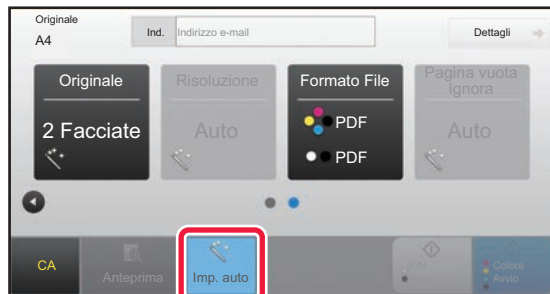 Originale
A4
Ind.
Indirizzo e-mail
Dettagli
Originale
2 Facciate
Risoluzione
Auto
Formato File
PDF
PDF
Pagina vuota
Ignora
Auto
CA
Anteprima
Imp. auto
B/N
Avvio
Colore
Avvio